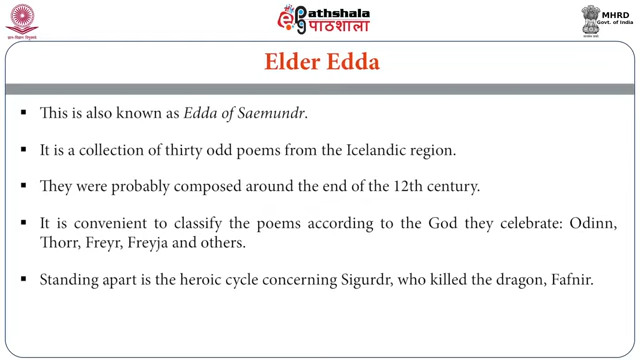 Pathshala
पाठशाला
MHRD
Govt. of India
Elder Edda
This is also known as Edda of Saemundr.
It is a collection of thirty odd poems from the Icelandic region.
They were probably composed around the end of the 12th century.
It is convenient to classify the poems according to the God they celebrate: Odinn,
Thorr, Freyr, Freyja and others.
Standing apart is the heroic cycle concerning Sigurdr, who killed the dragon, Fafnir.